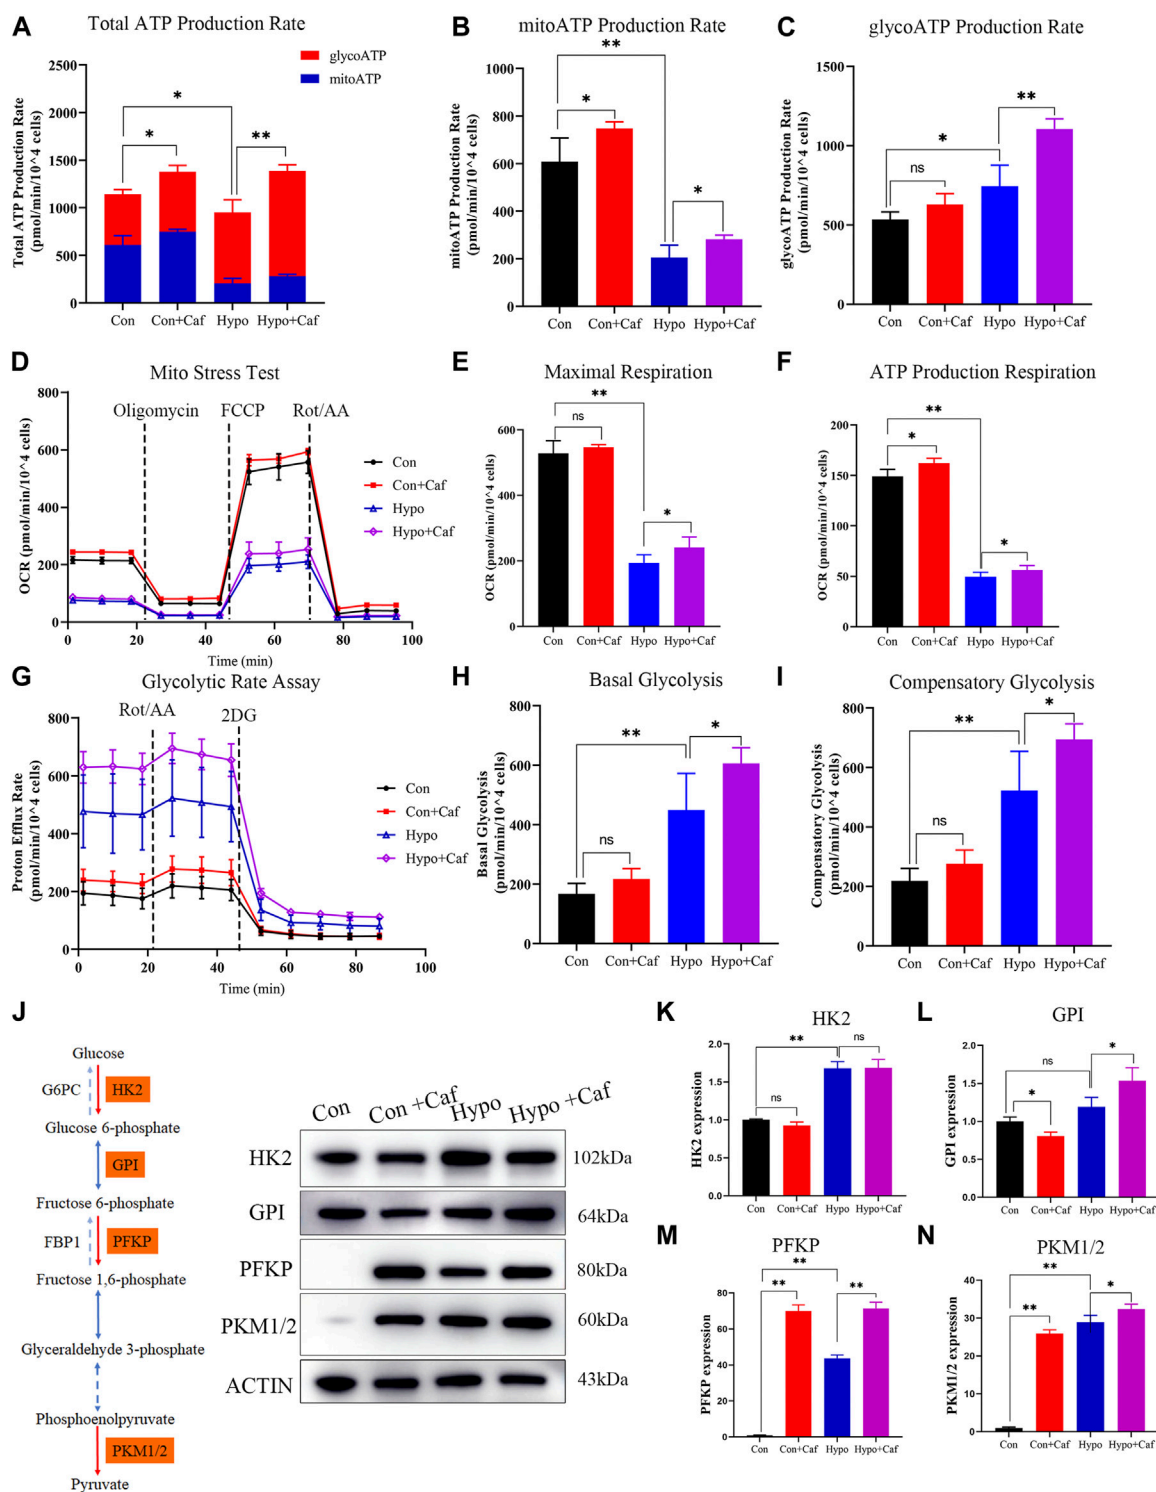 A
Total ATP Production Rate
glycoATP
mitoATP
Total ATP Production Rate
(pmol/min/10^4 cells)
2500
2000
1500
1000
500
0
*
*
**
Con
Con+Caf
Hypo
Hypo+Caf
B
mitoATP Production Rate
mitoATP Production Rate
(pmol/min/10^4 cells)
1000
800
600
400
200
0
**
*
*
Con
Con+Caf
Hypo
Hypo+Caf
C
glycoATP Production Rate
glycoATP Production Rate
(pmol/min/10^4 cells)
1500
1000
500
0
**
*
ns
Con
Con+Caf
Hypo
Hypo+Caf
D
Mito Stress Test
OCR (pmol/min/10^4 cells)
800
600
400
200
0
Oligomycin
FCCP
Rot/AA
Con
Con+Caf
Hypo
Hypo+Caf
0 20 40 60 80 100
Time (min)
E
Maximal Respiration
OCR (pmol/min/10^4 cells)
600
400
200
0
**
ns
*
Con
Con+Caf
Hypo
Hypo+Caf
F
ATP Production Respiration
OCR (pmol/min/10^4 cells)
200
150
100
50
0
**
*
*
Con
Con+Caf
Hypo
Hypo+Caf
G
Glycolytic Rate Assay
Proton Efflux Rate
(pmol/min/10^4 cells)
800
600
400
200
0
Rot/AA
2DG
Con
Con+Caf
Hypo
Hypo+Caf
0 20 40 60 80 100
Time (min)
H
Basal Glycolysis
Basal Glycolysis
(pmol/min/10^4 cells)
800
600
400
200
0
**
*
ns
Con
Con+Caf
Hypo
Hypo+Caf
I
Compensatory Glycolysis
Compensatory Glycolysis
(pmol/min/10^4 cells)
800
600
400
200
0
**
*
ns
Con
Con+Caf
Hypo
Hypo+Caf
J
Glucose
G6PC
HK2
Glucose 6-phosphate
GPI
Fructose 6-phosphate
FBP1
PFKP
Fructose 1,6-phosphate
Glyceraldehyde 3-phosphate
Phosphoenolpyruvate
PKM1/2
Pyruvate
Con
Con +Caf
Hypo
Hypo +Caf
HK2
102kDa
GPI
64kDa
PFKP
80kDa
PKM1/2
60kDa
ACTIN
43kDa
K
HK2
HK2 expression
2.0
1.5
1.0
0.5
0.0
**
ns
ns
Con
Con+Caf
Hypo
Hypo+Caf
L
GPI
GPI expression
2.0
1.5
1.0
0.5
0.0
ns
*
*
Con
Con+Caf
Hypo
Hypo+Caf
M
PFKP
PFKP expression
80
60
40
20
0
**
**
**
Con
Con+Caf
Hypo
Hypo+Caf
N
PKM1/2
PKM1/2 expression
40
30
20
10
0
**
**
*
Con
Con+Caf
Hypo
Hypo+Caf